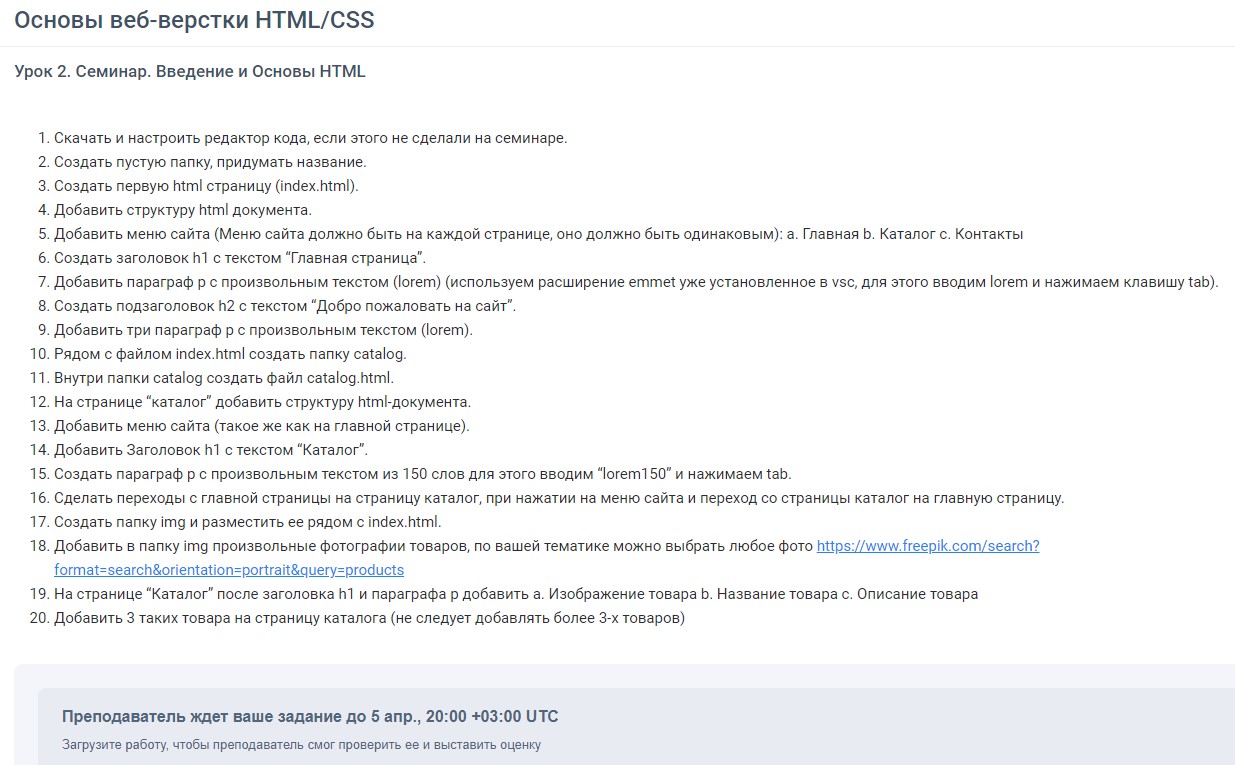 Основы веб-верстки HTML/CSS
Урок 2. Семинар. Введение и Основы HTML
1. Скачать и настроить редактор кода, если этого не сделали на семинаре.
2. Создать пустую папку, придумать название.
3. Создать первую html страницу (index.html).
4. Добавить структуру html документа.
5. Добавить меню сайта (Меню сайта должно быть на каждой странице, оно должно быть одинаковым): a. Главная b. Каталог c. Контакты
6. Создать заголовок h1 с текстом “Главная страница”.
7. Добавить параграф p с произвольным текстом (lorem) (используем расширение emmet уже установленное в vsc, для этого вводим lorem и нажимаем клавишу tab).
8. Создать подзаголовок h2 с текстом “Добро пожаловать на сайт”.
9. Добавить три параграф p с произвольным текстом (lorem).
10. Рядом с файлом index.html создать папку catalog.
11. Внутри папки catalog создать файл catalog.html.
12. На странице “каталог” добавить структуру html-документа.
13. Добавить меню сайта (такое же как на главной странице).
14. Добавить Заголовок h1 с текстом “Каталог”.
15. Создать параграф p с произвольным текстом из 150 слов для этого вводим “lorem150” и нажимаем tab.
16. Сделать переходы с главной страницы на страницу каталог, при нажатии на меню сайта и переход со страницы каталог на главную страницу.
17. Создать папку img и разместить ее рядом с index.html.
18. Добавить в папку img произвольные фотографии товаров, по вашей тематике можно выбрать любое фото https://www.freepik.com/search?
format=search&orientation=portrait&query=products
19. На странице “Каталог” после заголовка h1 и параграфа p добавить a. Изображение товара b. Название товара c. Описание товара
20. Добавить 3 таких товара на страницу каталога (не следует добавлять более 3-х товаров)
Преподаватель ждет ваше задание до 5 апр., 20:00 +03:00 UTC
Загрузите работу, чтобы преподаватель смог проверить ее и выставить оценку